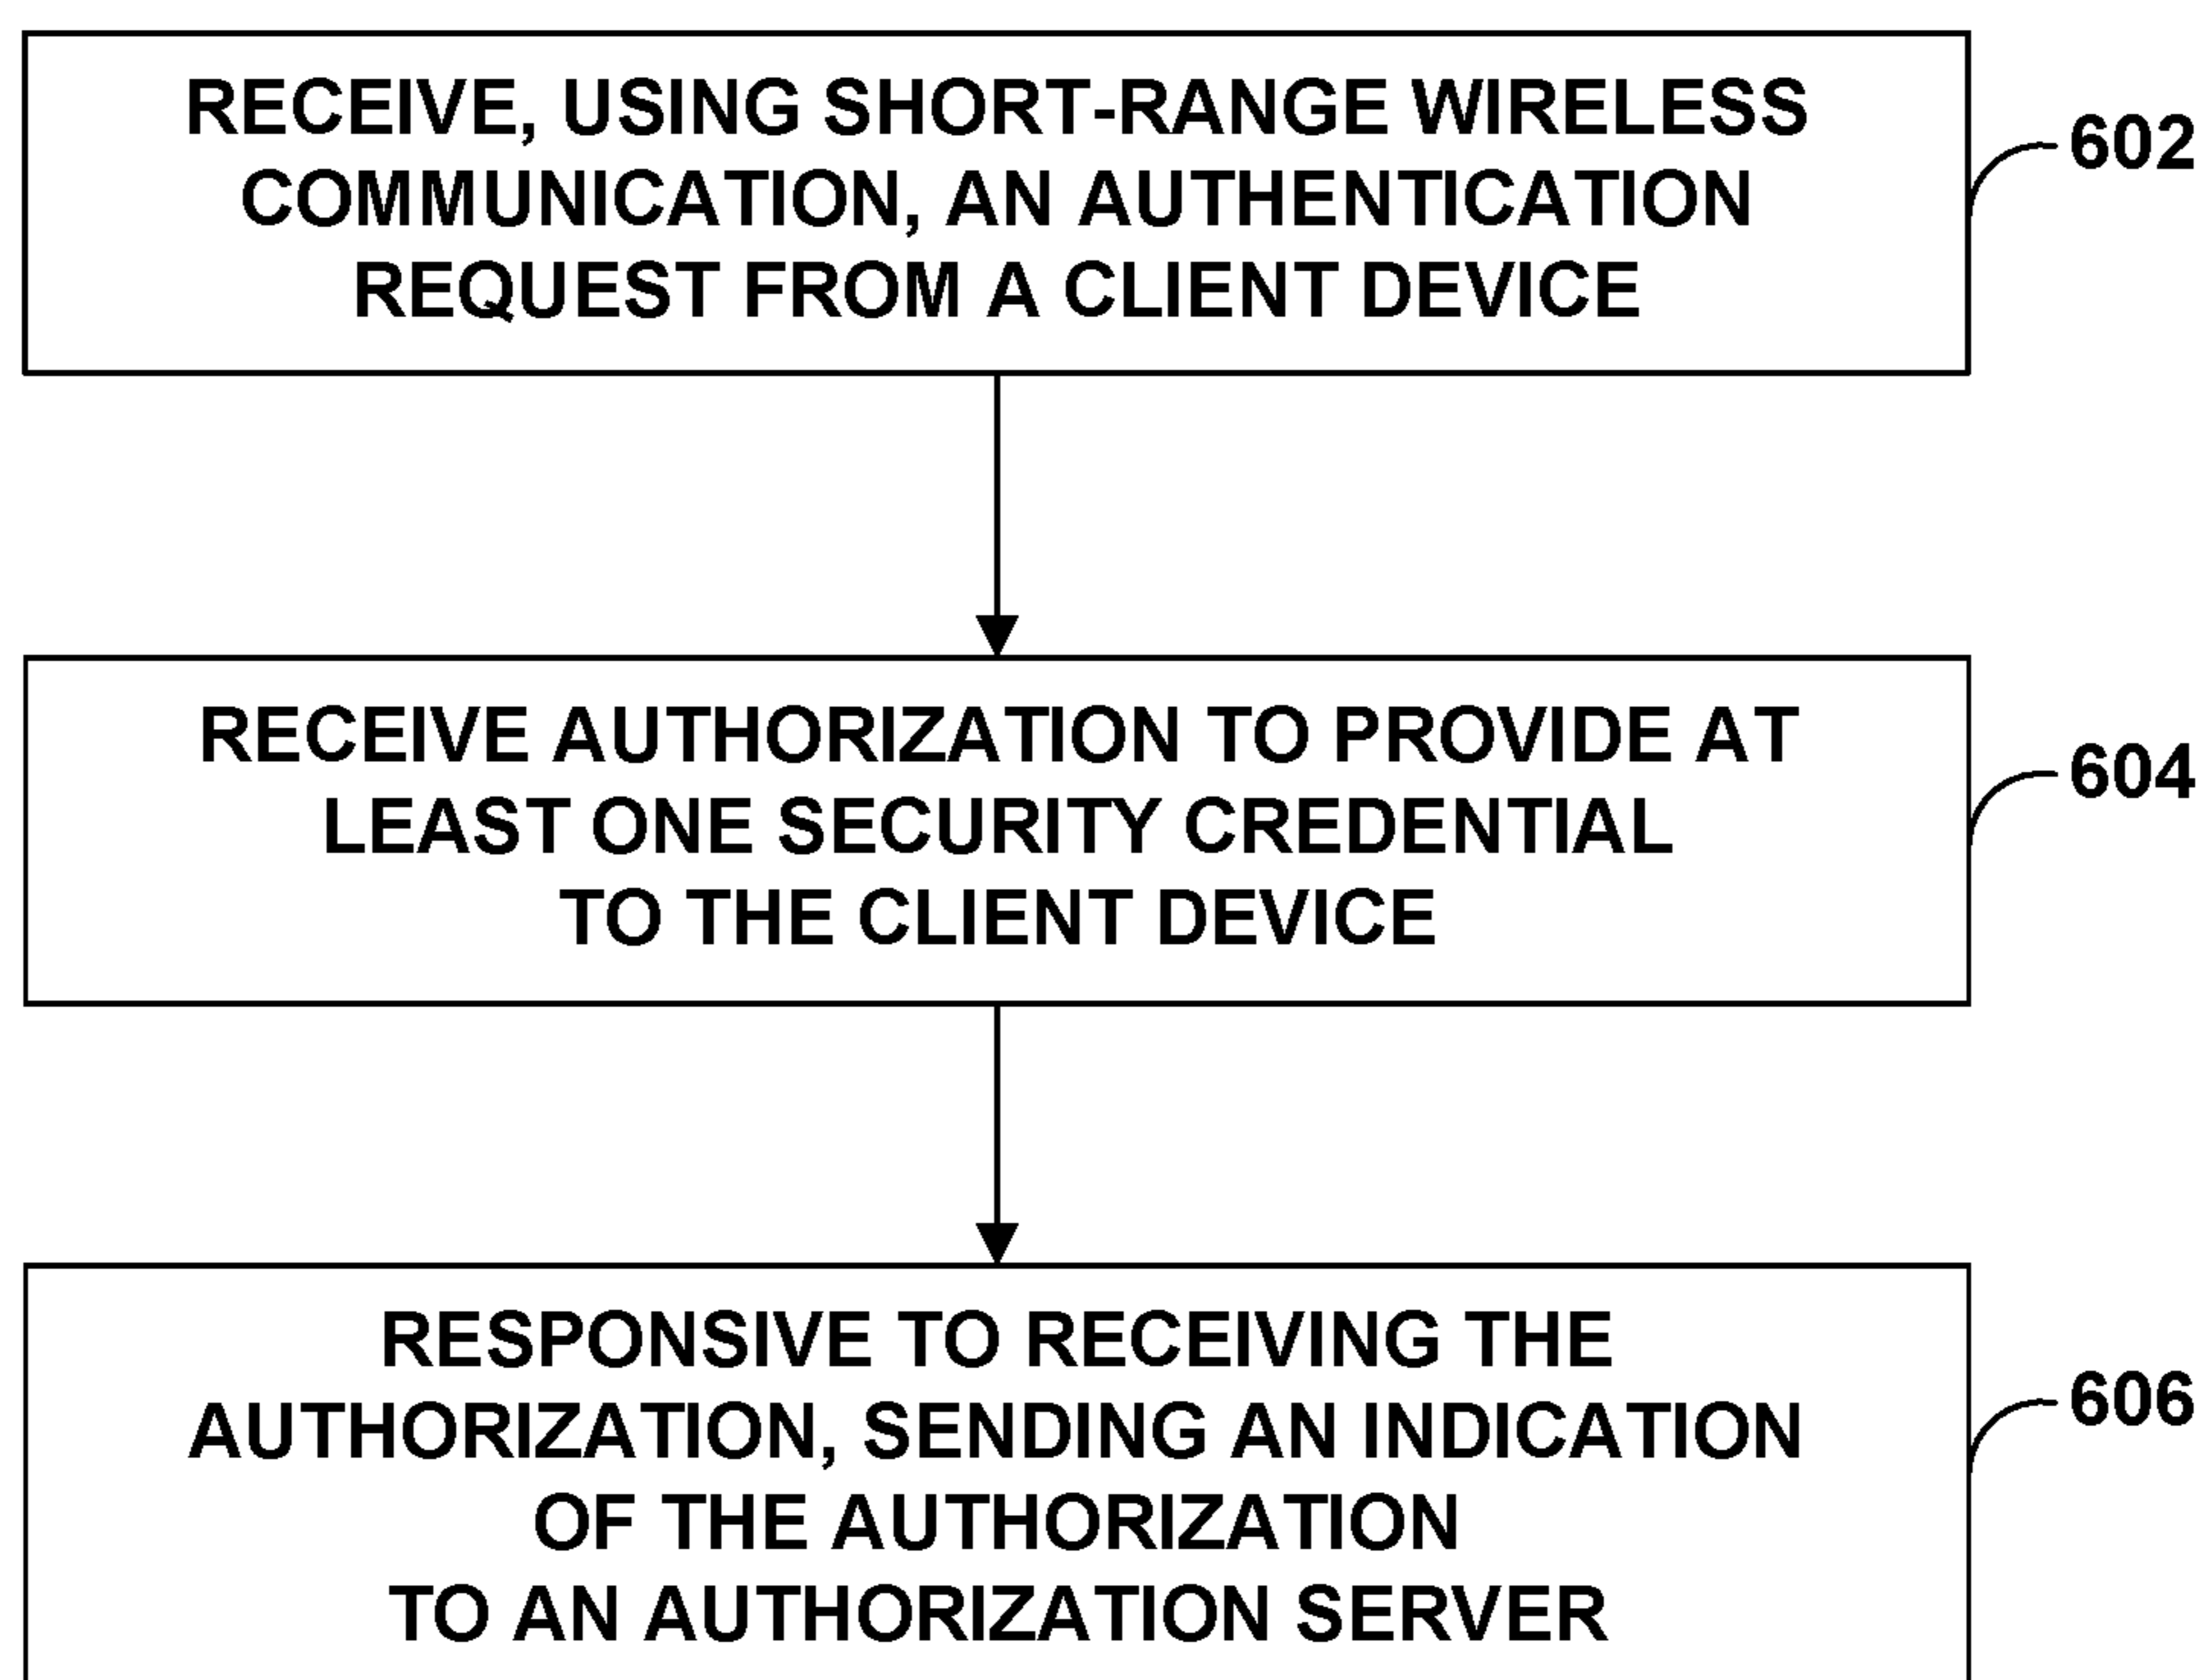 RECEIVE, USING SHORT-RANGE WIRELESS
COMMUNICATION, AN AUTHENTICATION
REQUEST FROM A CLIENT DEVICE
602
RECEIVE AUTHORIZATION TO PROVIDE AT
LEAST ONE SECURITY CREDENTIAL
TO THE CLIENT DEVICE
604
RESPONSIVE TO RECEIVING THE
AUTHORIZATION, SENDING AN INDICATION
OF THE AUTHORIZATION
TO AN AUTHORIZATION SERVER
606